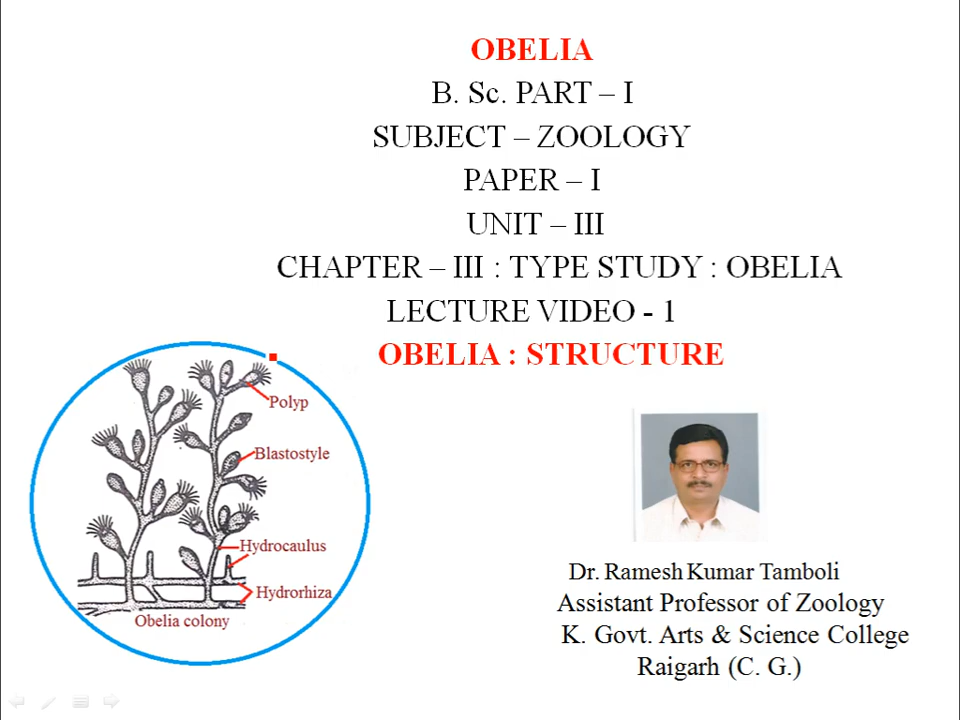 OBELIA
B. Sc. PART – I
SUBJECT – ZOOLOGY
PAPER – I
UNIT – III
CHAPTER – III : TYPE STUDY : OBELIA
LECTURE VIDEO - 1
OBELIA : STRUCTURE
Polyp
Blastostyle
Hydrocaulus
Hydrorhiza
Obelia colony
Dr. Ramesh Kumar Tamboli
Assistant Professor of Zoology
K. Govt. Arts & Science College
Raigarh (C. G.)